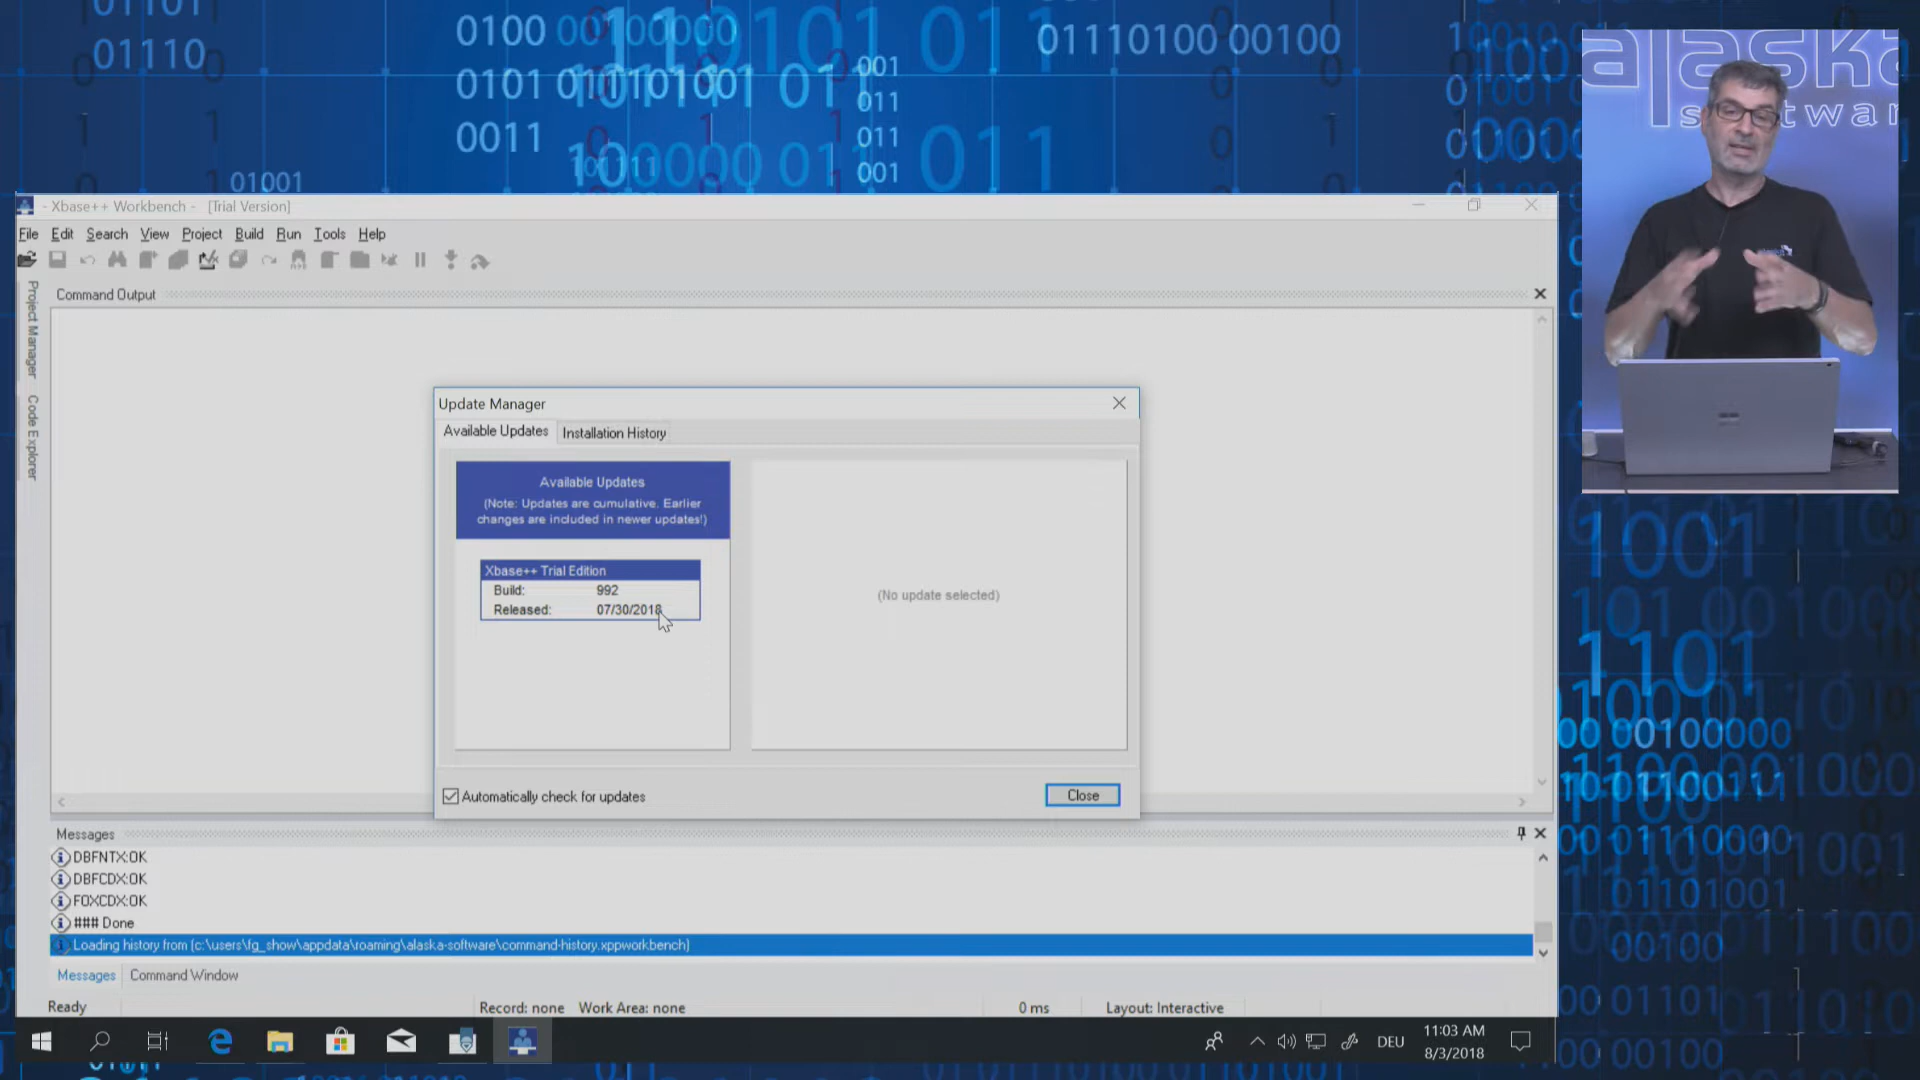 alaska
software
- Xbase++ Workbench - [Trial Version]
File Edit Search View Project Build Run Tools Help
Project Manager
Code Explorer
Command Output
Update Manager
Available Updates Installation History
Available Updates
(Note: Updates are cumulative. Earlier
changes are included in newer updates!)
Xbase++ Trial Edition
Build: 992
Released: 07/30/2018
(No update selected)
Automatically check for updates
Close
Messages
DBFNTX:OK
DBFCDX:OK
FOXCDX:OK
### Done
Loading history from (c:\users\fg_show\appdata\roaming\alaska-software\command-history.xppworkbench)
Messages Command Window
Ready Record: none Work Area: none 0 ms Layout: Interactive
DEU
11:03 AM
8/3/2018